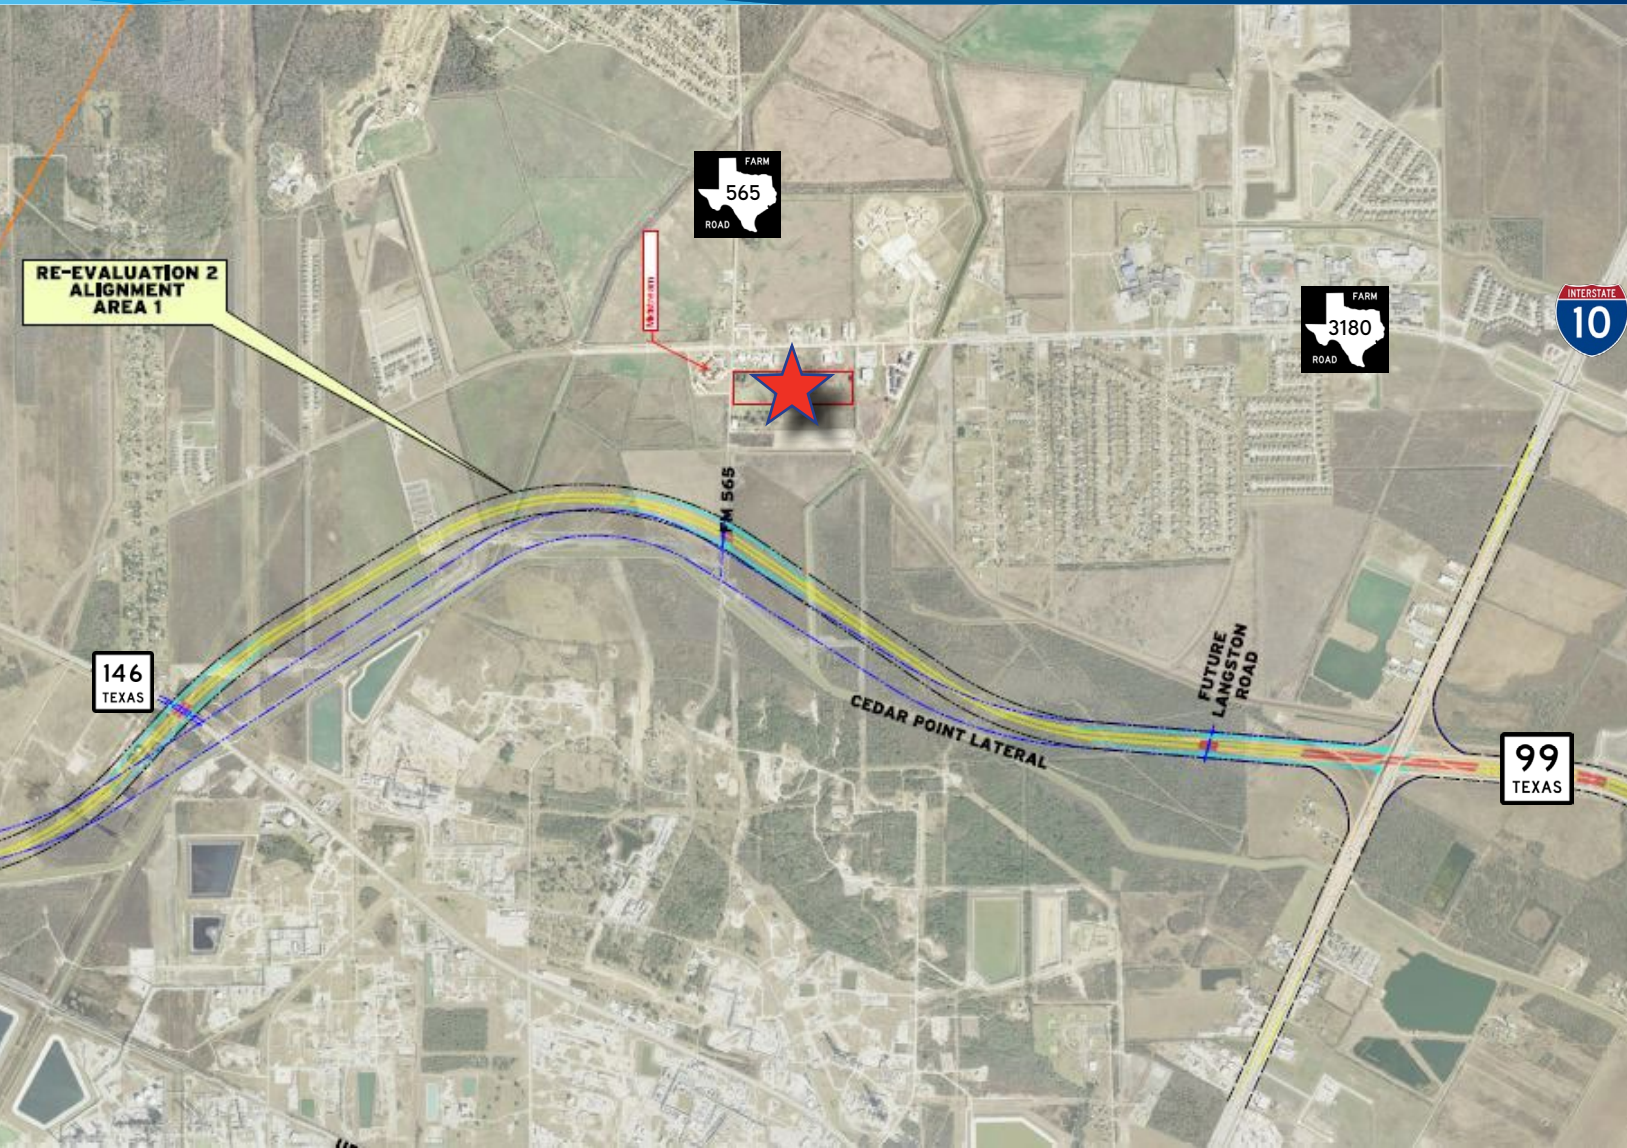 FARM
565
ROAD
RE-EVALUATION 2
ALIGNMENT
AREA 1
Midstream
FARM
3180
ROAD
INTERSTATE
10
FM 565
146
TEXAS
FUTURE
LANGSTON
ROAD
CEDAR POINT LATERAL
99
TEXAS